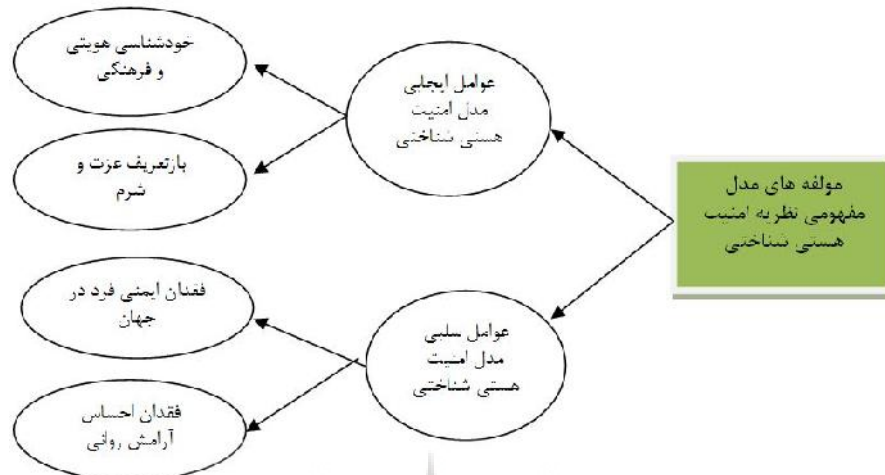 مولفه های مدل
مفهومی نظریه امنیت
هستی شناختی
عوامل ایجابی
مدل امنیت
هستی شناختی
خودشناسی هویتی
و فرهنگی
بازتعریف عزت و
شرم
عوامل سلبی
مدل امنیت
هستی شناختی
فقدان ایمنی فرد در
جهان
فقدان احساس
آرامش روانی